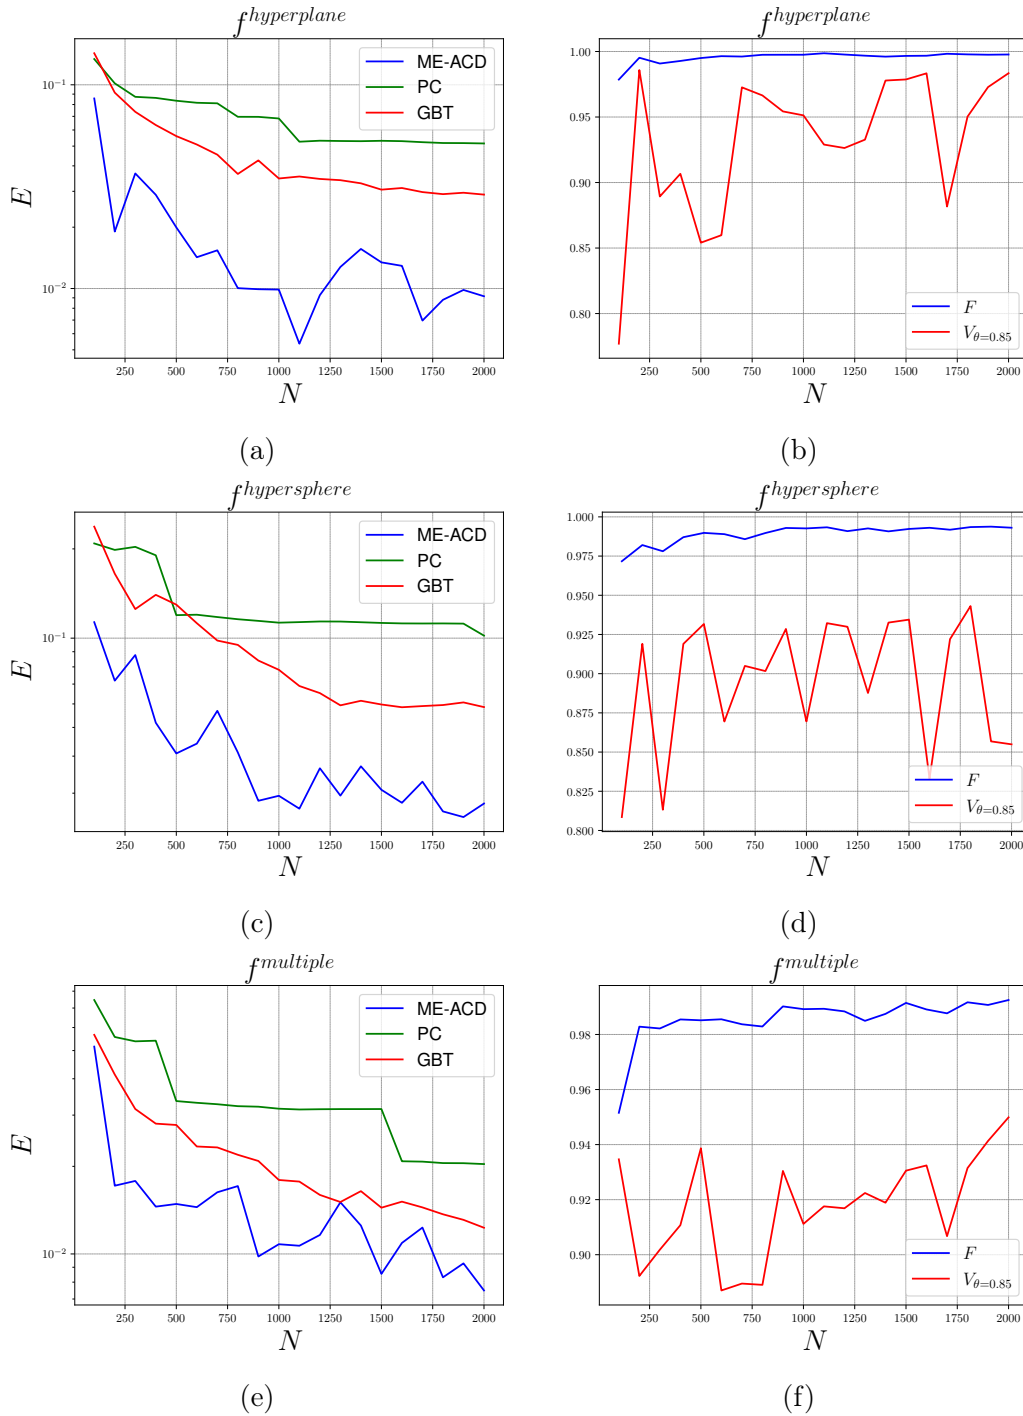 f^{hyperplane}
ME-ACD
PC
GBT
10^{-1}
10^{-2}
E
250 500 750 1000 1250 1500 1750 2000
N
(a)
f^{hyperplane}
1.00
0.95
0.90
0.85
0.80
F
V_{θ=0.85}
250 500 750 1000 1250 1500 1750 2000
N
(b)
f^{hypersphere}
ME-ACD
PC
GBT
10^{-1}
E
250 500 750 1000 1250 1500 1750 2000
N
(c)
f^{hypersphere}
1.000
0.975
0.950
0.925
0.900
0.875
0.850
0.825
0.800
F
V_{θ=0.85}
250 500 750 1000 1250 1500 1750 2000
N
(d)
f^{multiple}
ME-ACD
PC
GBT
E
10^{-2}
250 500 750 1000 1250 1500 1750 2000
N
(e)
f^{multiple}
0.98
0.96
0.94
0.92
0.90
F
V_{θ=0.85}
250 500 750 1000 1250 1500 1750 2000
N
(f)